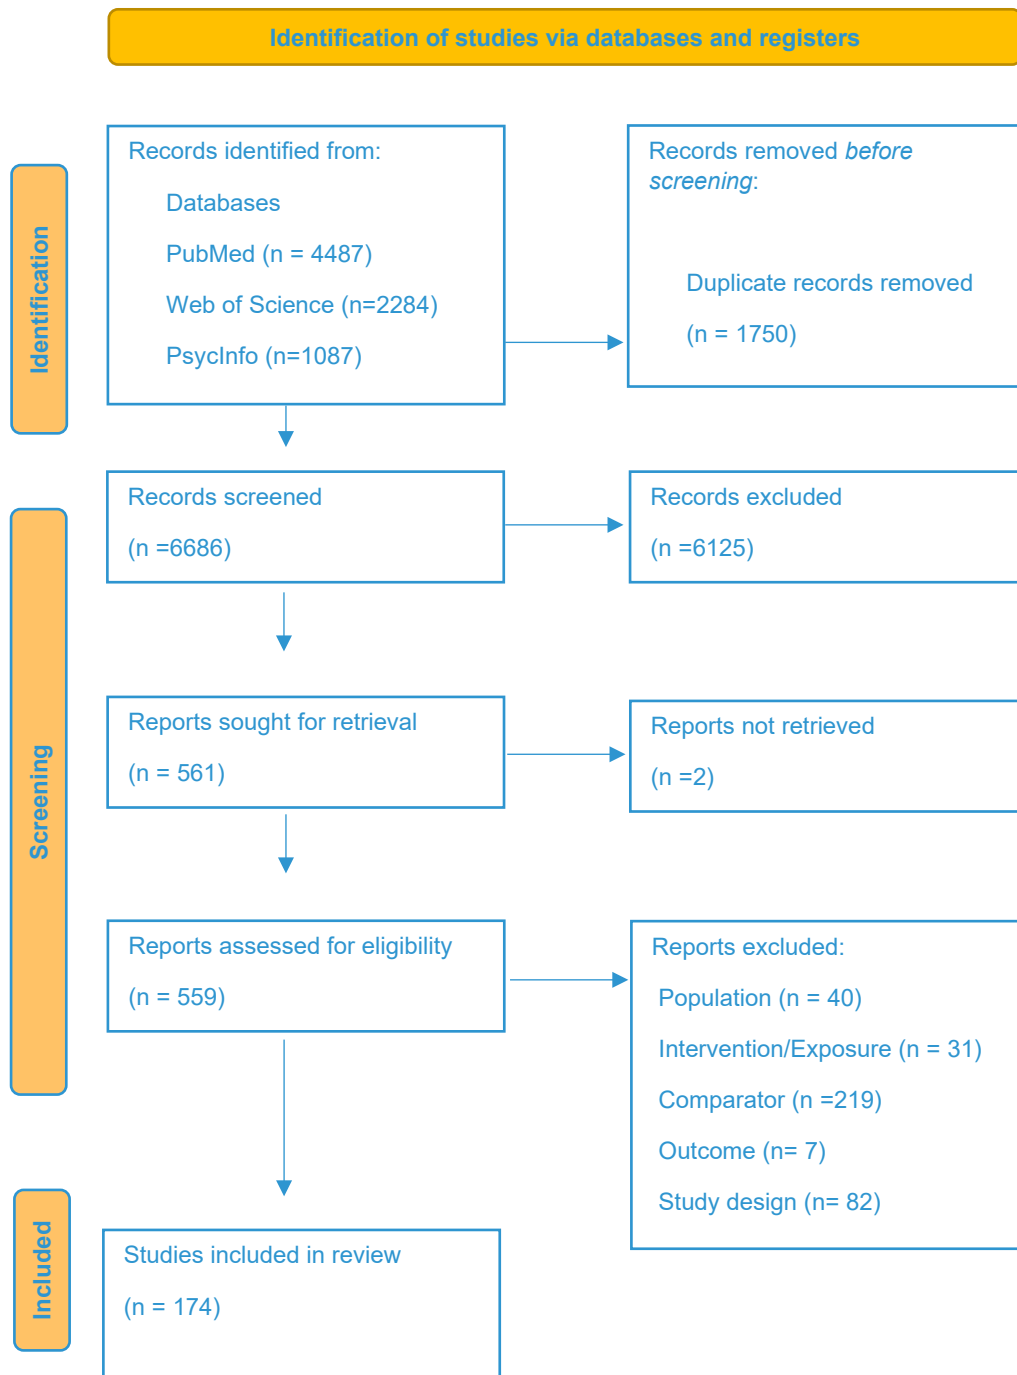 Identification of studies via databases and registers
Identification
Records identified from:
Databases
PubMed (n = 4487)
Web of Science (n=2284)
PsycInfo (n=1087)
Records removed before
screening:
Duplicate records removed
(n = 1750)
Screening
Records screened
(n =6686)
Records excluded
(n =6125)
Reports sought for retrieval
(n = 561)
Reports not retrieved
(n =2)
Reports assessed for eligibility
(n = 559)
Reports excluded:
Population (n = 40)
Intervention/Exposure (n = 31)
Comparator (n =219)
Outcome (n= 7)
Study design (n= 82)
Included
Studies included in review
(n = 174)